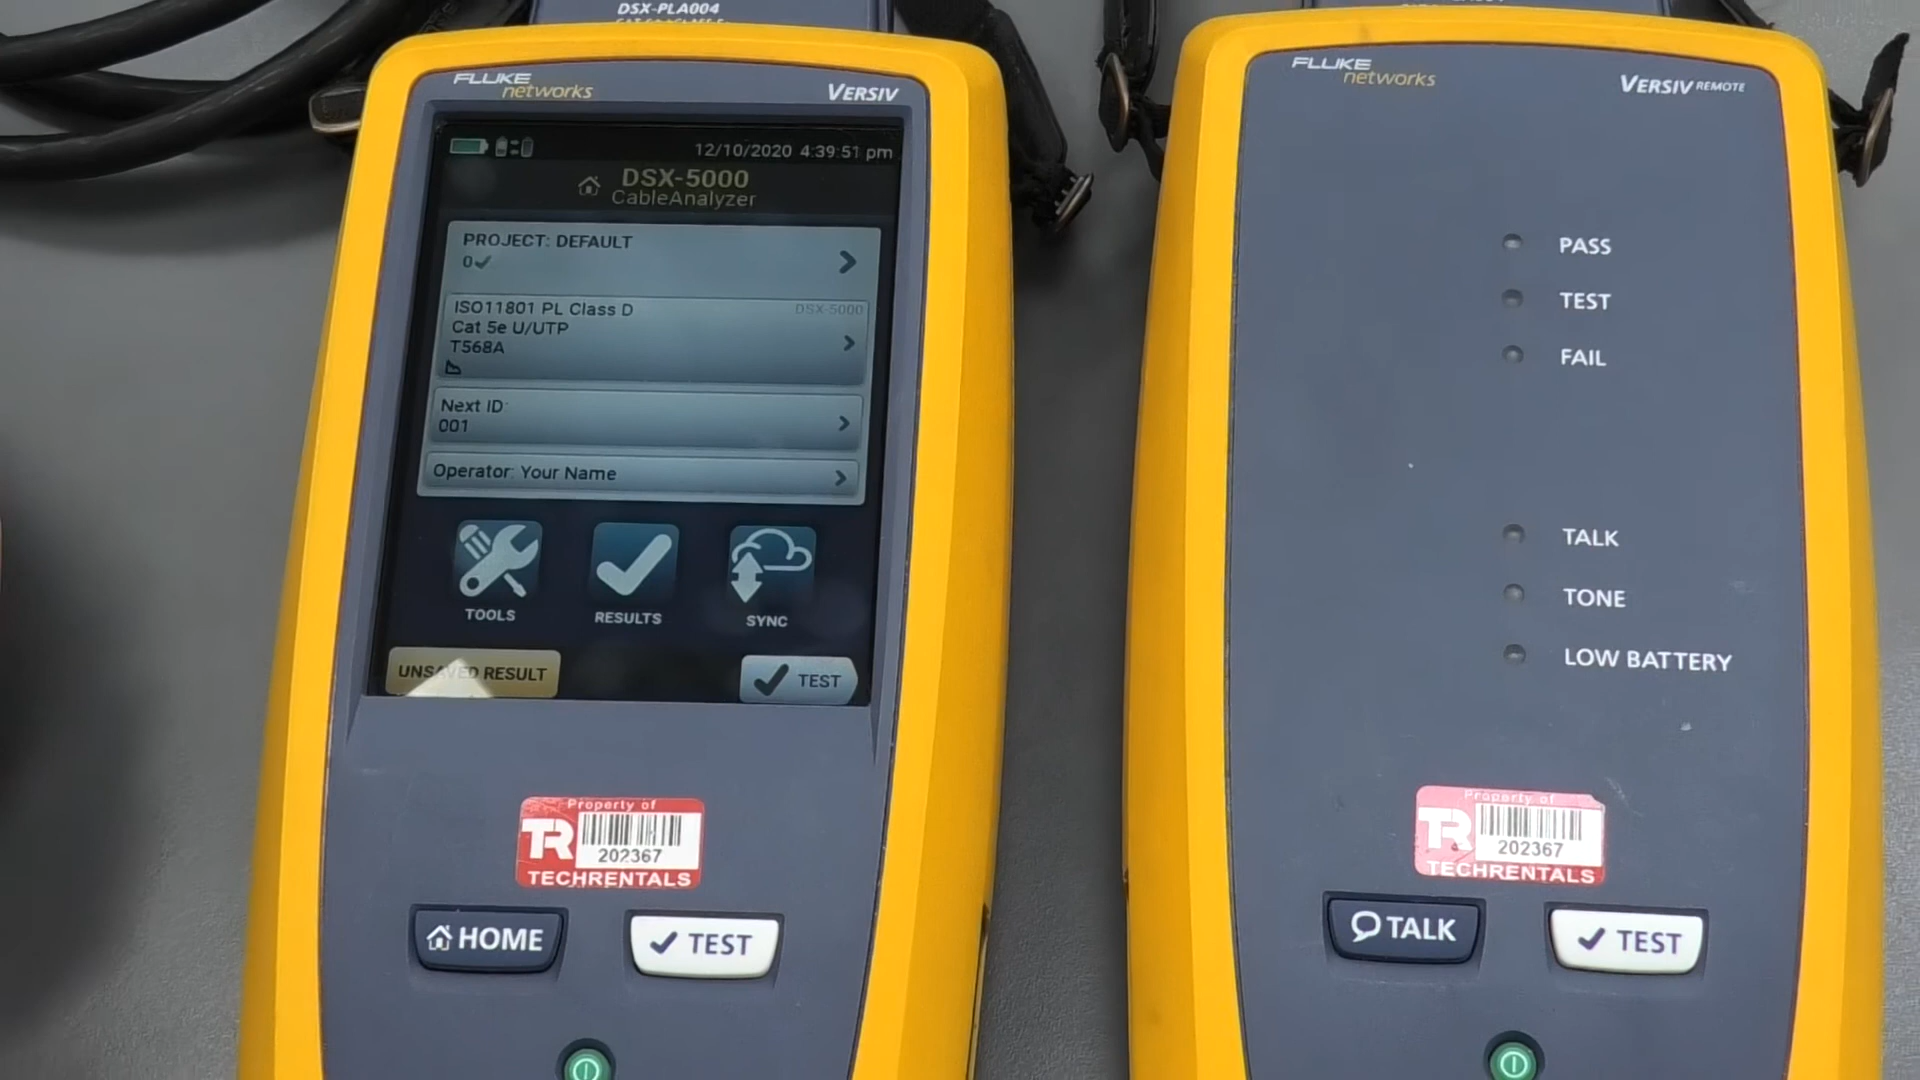 DSX-PLA004
FLUKE
networks
VERSIV
12/10/2020 4:39:51 pm
DSX-5000
CableAnalyzer
PROJECT: DEFAULT
0
ISO11801 PL Class D
DSX-5000
Cat 5e U/UTP
T568A
Next ID:
001
Operator: Your Name
TOOLS
RESULTS
SYNC
UNSAVED RESULT
TEST
Property of
TR
202367
TECHRENTALS
HOME
TEST
FLUKE
networks
VERSIV REMOTE
PASS
TEST
FAIL
TALK
TONE
LOW BATTERY
Property of
TR
202367
TECHRENTALS
TALK
TEST